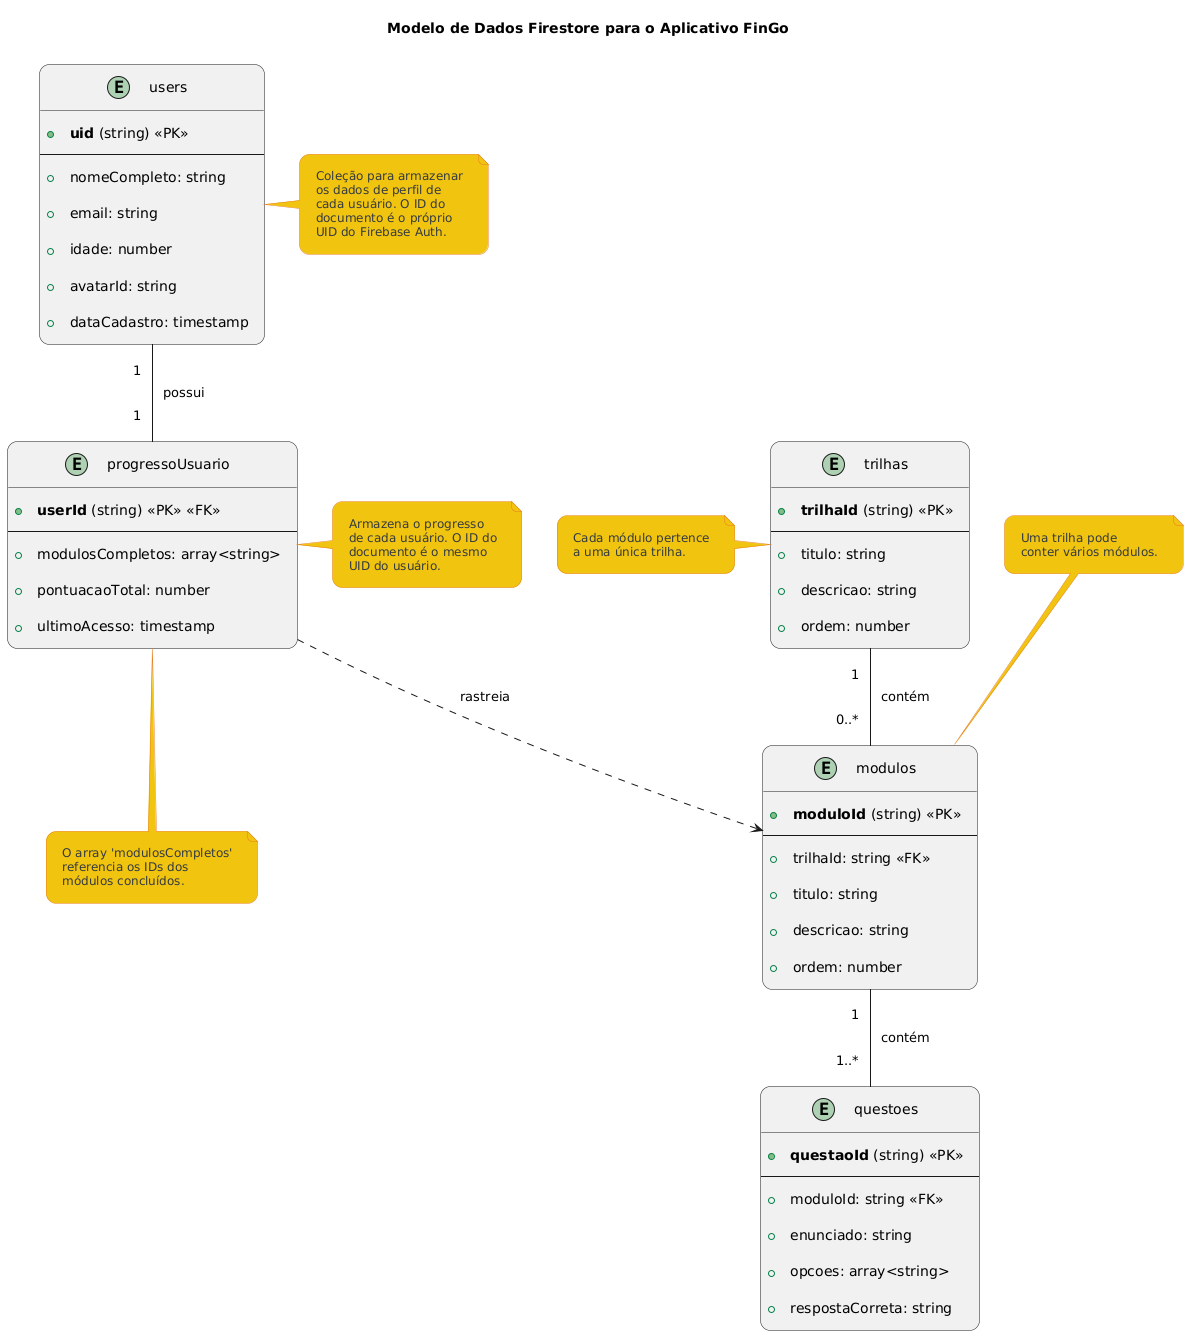 Modelo de Dados Firestore para o Aplicativo FinGo
E users
uid (string) «PK»
nomeCompleto: string
email: string
idade: number
avatarId: string
dataCadastro: timestamp
Coleção para armazenar
os dados de perfil de
cada usuário. O ID do
documento é o próprio
UID do Firebase Auth.
1
possui
1
E progressoUsuario
userId (string) «PK» «FK»
modulosCompletos: array<string>
pontuacaoTotal: number
ultimoAcesso: timestamp
Armazena o progresso
de cada usuário. O ID do
documento é o mesmo
UID do usuário.
Cada módulo pertence
a uma única trilha.
E trilhas
trilhaId (string) «PK»
titulo: string
descricao: string
ordem: number
Uma trilha pode
conter vários módulos.
rastreia
1
contém
0..*
O array 'modulosCompletos'
referencia os IDs dos
módulos concluídos.
E modulos
moduloId (string) «PK»
trilhaId: string «FK»
titulo: string
descricao: string
ordem: number
1
contém
1..*
E questoes
questaoId (string) «PK»
moduloId: string «FK»
enunciado: string
opcoes: array<string>
respostaCorreta: string